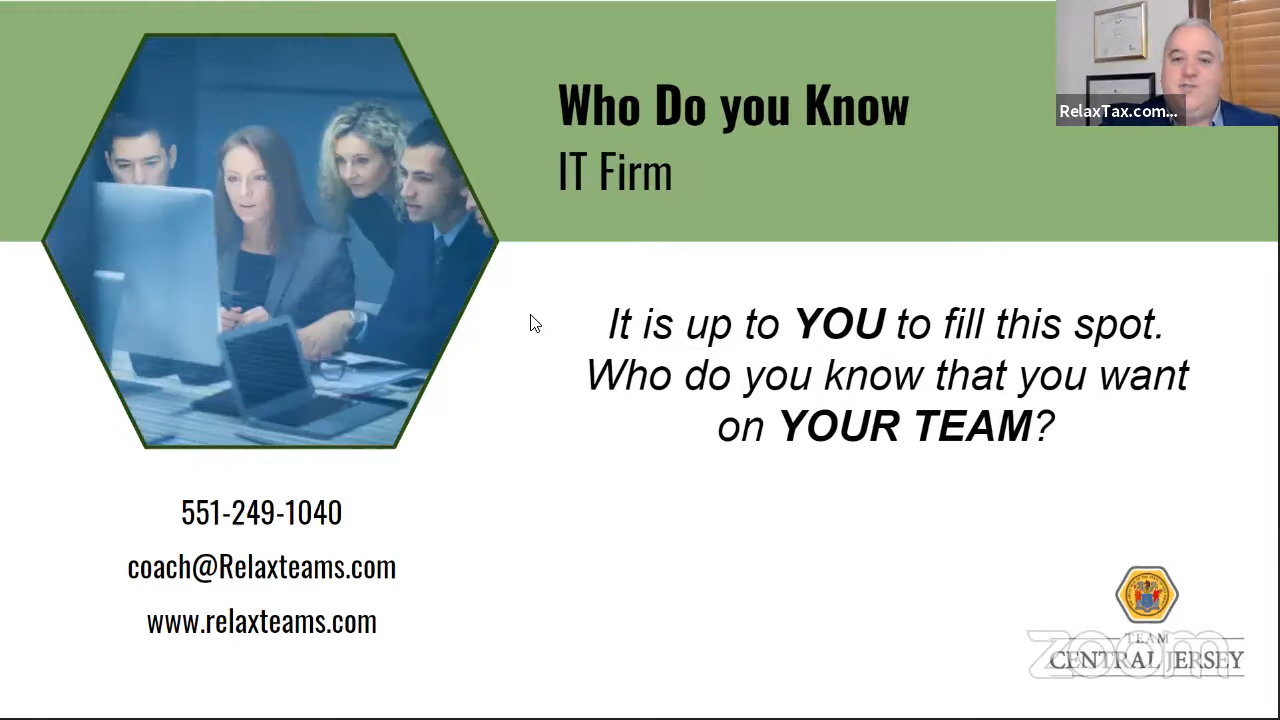 Who Do you Know
IT Firm
RelaxTax.com...
It is up to YOU to fill this spot.
Who do you know that you want
on YOUR TEAM?
551-249-1040
coach@Relaxteams.com
www.relaxteams.com
TEAM
zoom
CENTRAL JERSEY